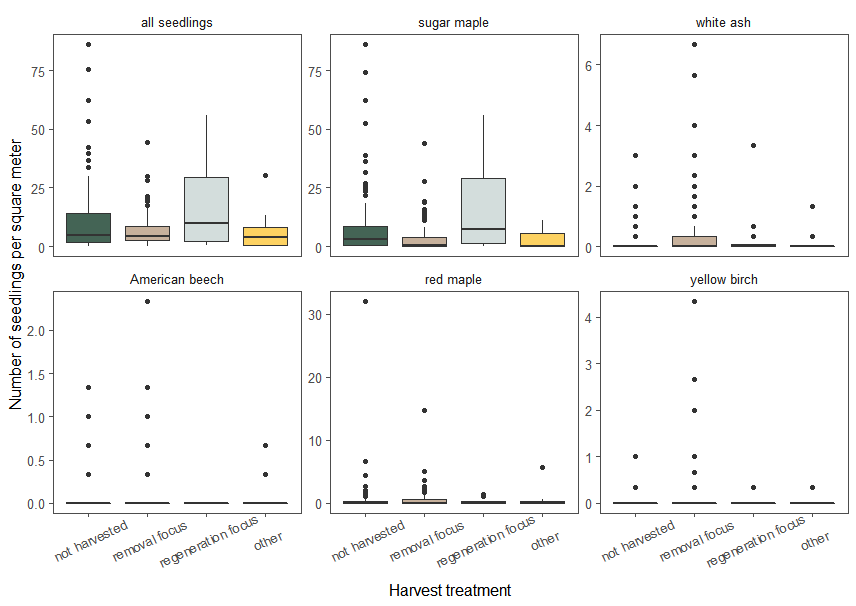 all seedlings
sugar maple
white ash
75
50
25
0
75
50
25
0
6
4
2
0
American beech
red maple
yellow birch
2.0
1.5
1.0
0.5
0.0
30
20
10
0
4
3
2
1
0
not harvested
removal focus
regeneration focus
other
not harvested
removal focus
regeneration focus
other
not harvested
removal focus
regeneration focus
other
Number of seedlings per square meter
Harvest treatment